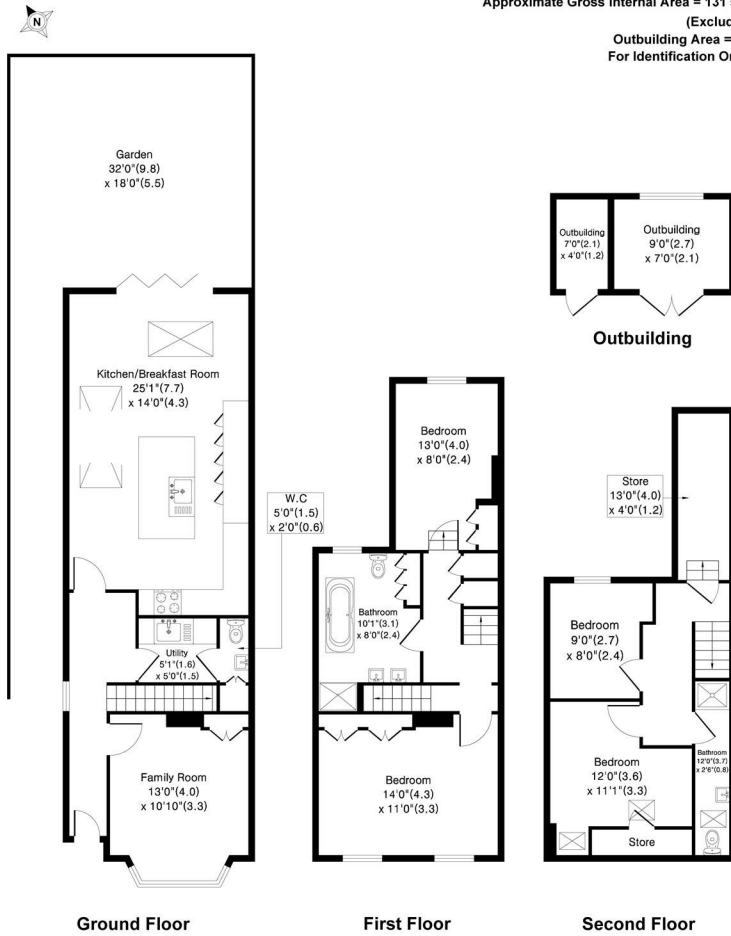 Approximate Gross Internal Area = 131
(Exclud
Outbuilding Area =
For Identification On
N
Garden
32'0"(9.8)
x 18'0"(5.5)
Outbuilding
7'0"(2.1)
x 4'0"(1.2)
Outbuilding
9'0"(2.7)
x 7'0"(2.1)
Outbuilding
Kitchen/Breakfast Room
25'1"(7.7)
x 14'0"(4.3)
Bedroom
13'0"(4.0)
x 8'0"(2.4)
W.C
5'0"(1.5)
x 2'0"(0.6)
Store
13'0"(4.0)
x 4'0"(1.2)
Bathroom
10'1"(3.1)
x 8'0"(2.4)
Bedroom
9'0"(2.7)
x 8'0"(2.4)
Utility
5'1"(1.6)
x 5'0"(1.5)
Family Room
13'0"(4.0)
x 10'10"(3.3)
Bedroom
14'0"(4.3)
x 11'0"(3.3)
Bedroom
12'0"(3.6)
x 11'1"(3.3)
Bathroom
12'0"(3.7)
x 2'6"(0.8)
Store
Ground Floor
First Floor
Second Floor